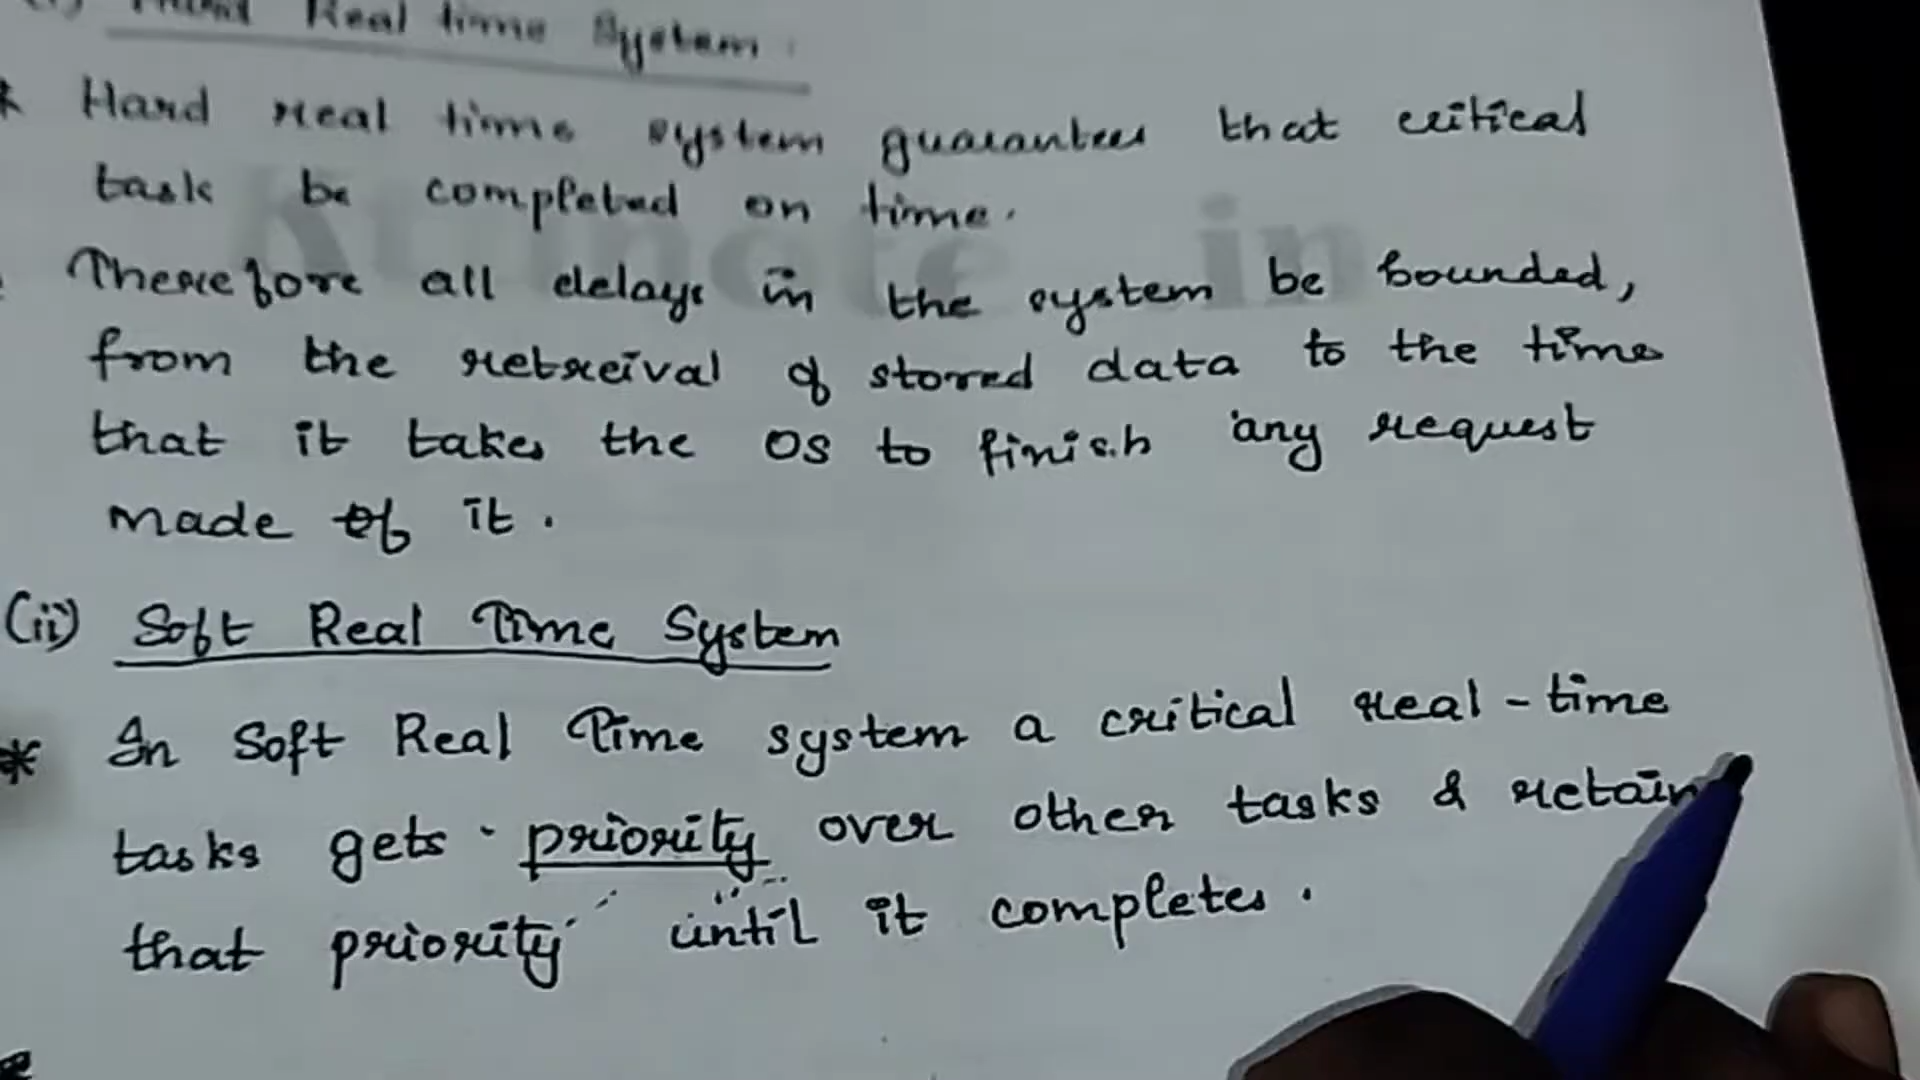 (i) Hard Real time System.
* Hard real time system guarantees that critical
task be completed on time.
Therefore all delays in the system be bounded,
from the retreival of stored data to the time
that it takes the OS to finish any request
made of it.
(ii) Soft Real Time System
* In Soft Real Time system a critical real-time
tasks gets priority over other tasks & retain
that priority until it completes.